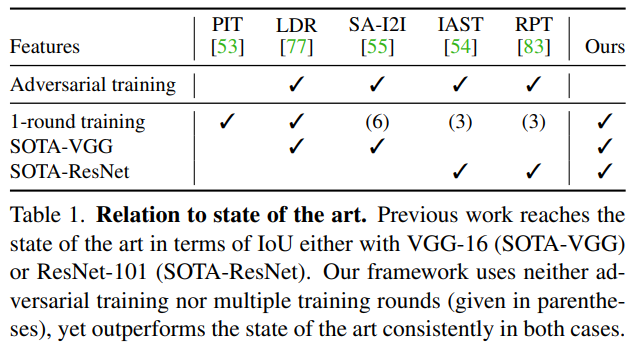 PIT LDR SA-I2I IAST RPT
Features [53] [77] [55] [54] [83] Ours
Adversarial training ✓ ✓ ✓ ✓
1-round training ✓ ✓ (6) (3) (3) ✓
SOTA-VGG ✓ ✓ ✓
SOTA-ResNet ✓ ✓ ✓
Table 1. Relation to state of the art. Previous work reaches the
state of the art in terms of IoU either with VGG-16 (SOTA-VGG)
or ResNet-101 (SOTA-ResNet). Our framework uses neither ad-
versarial training nor multiple training rounds (given in parenthe-
ses), yet outperforms the state of the art consistently in both cases.